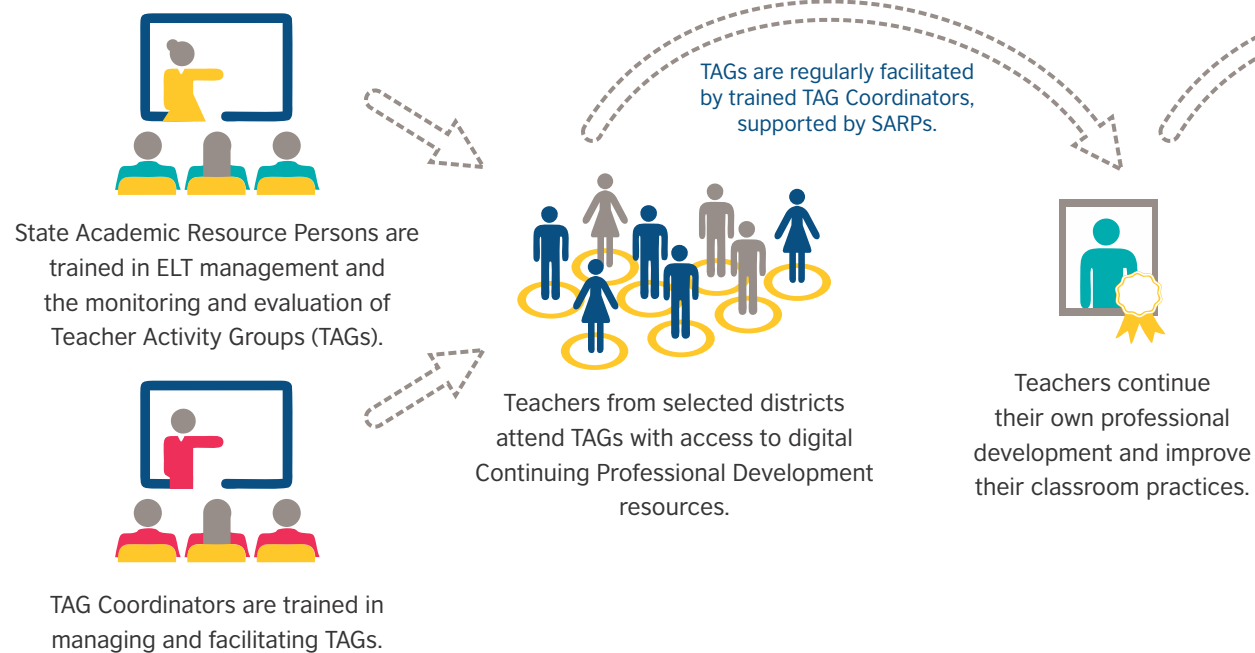 TAGs are regularly facilitated
by trained TAG Coordinators,
supported by SARPs.
State Academic Resource Persons are
trained in ELT management and
the monitoring and evaluation of
Teacher Activity Groups (TAGs).
TAG Coordinators are trained in
managing and facilitating TAGs.
Teachers from selected districts
attend TAGs with access to digital
Continuing Professional Development
resources.
Teachers continue
their own professional
development and improve
their classroom practices.